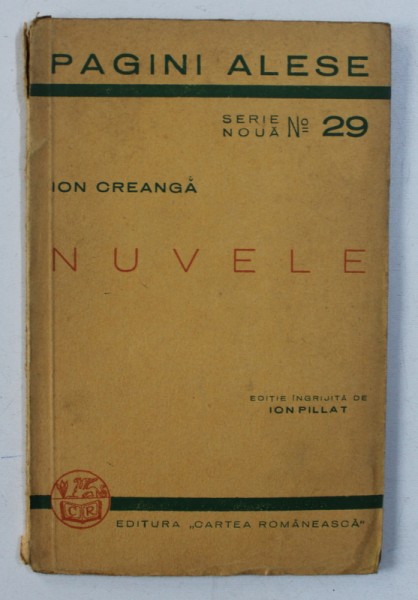 PAGINI ALESE
SERIE
NOUĂ No 29
ION CREANGĂ
NUVELE
EDIȚIE ÎNGRIJITĂ DE
ION PILLAT
C R
EDITURA „CARTEA ROMÂNEASCĂ"